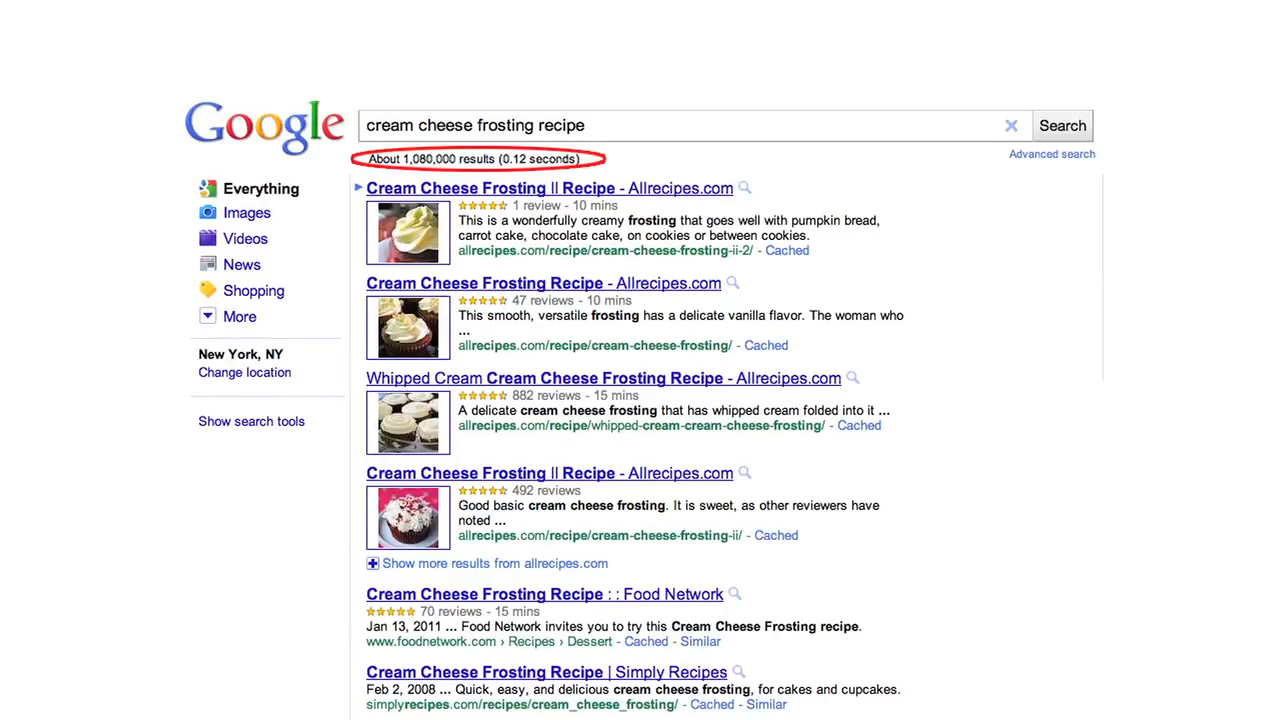 Google
cream cheese frosting recipe
Search
About 1,080,000 results (0.12 seconds)
Advanced search
Everything
Images
Videos
News
Shopping
More
New York, NY
Change location
Show search tools
Cream Cheese Frosting II Recipe - Allrecipes.com
1 review - 10 mins
This is a wonderfully creamy frosting that goes well with pumpkin bread,
carrot cake, chocolate cake, on cookies or between cookies.
allrecipes.com/recipe/cream-cheese-frosting-ii-2/ - Cached
Cream Cheese Frosting Recipe - Allrecipes.com
47 reviews - 10 mins
This smooth, versatile frosting has a delicate vanilla flavor. The woman who
...
allrecipes.com/recipe/cream-cheese-frosting/ - Cached
Whipped Cream Cream Cheese Frosting Recipe - Allrecipes.com
882 reviews - 15 mins
A delicate cream cheese frosting that has whipped cream folded into it ...
allrecipes.com/recipe/whipped-cream-cream-cheese-frosting/ - Cached
Cream Cheese Frosting II Recipe - Allrecipes.com
492 reviews
Good basic cream cheese frosting. It is sweet, as other reviewers have
noted ...
allrecipes.com/recipe/cream-cheese-frosting-ii/ - Cached
Show more results from allrecipes.com
Cream Cheese Frosting Recipe : : Food Network
70 reviews - 15 mins
Jan 13, 2011 ... Food Network invites you to try this Cream Cheese Frosting recipe.
www.foodnetwork.com › Recipes › Dessert - Cached - Similar
Cream Cheese Frosting Recipe | Simply Recipes
Feb 2, 2008 ... Quick, easy, and delicious cream cheese frosting, for cakes and cupcakes.
simplyrecipes.com/recipes/cream_cheese_frosting/ - Cached - Similar